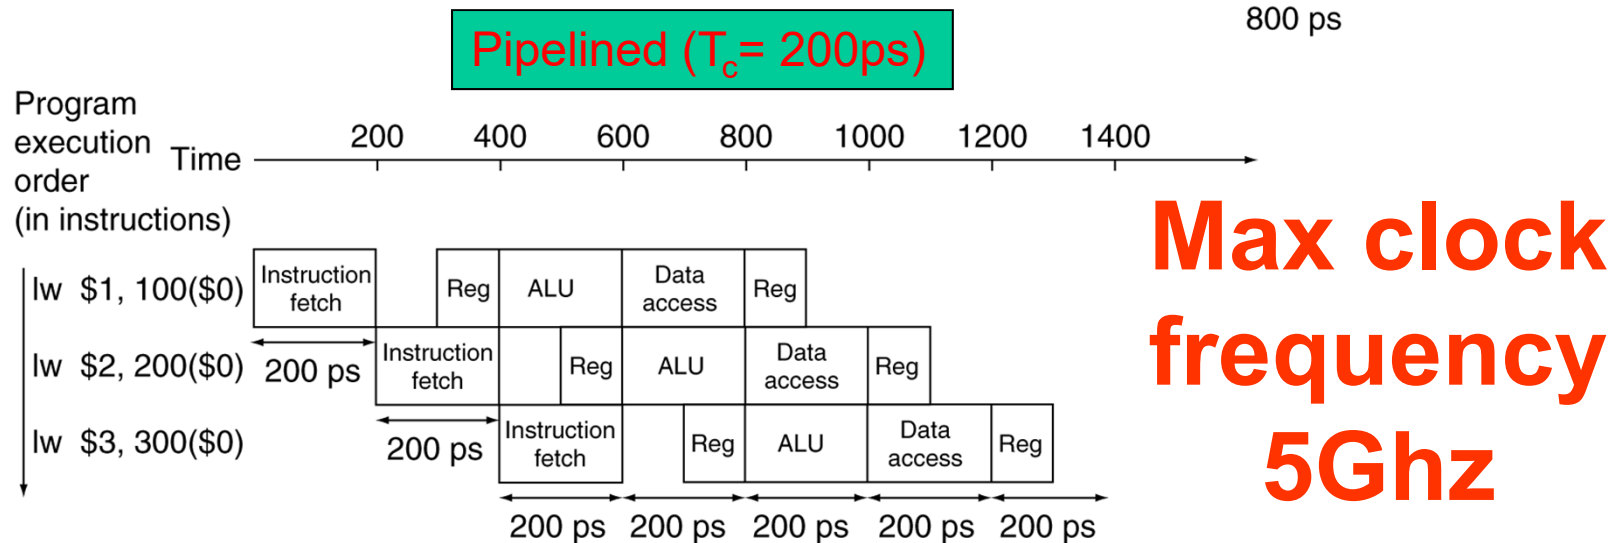 800 ps
Pipelined (Tc= 200ps)
Program
execution
order
(in instructions)
Time
200 400 600 800 1000 1200 1400
Max clock
frequency
5Ghz
lw $1, 100($0)
Instruction
fetch
Reg
ALU
Data
access
Reg
lw $2, 200($0)
200 ps
Instruction
fetch
Reg
ALU
Data
access
Reg
lw $3, 300($0)
200 ps
Instruction
fetch
Reg
ALU
Data
access
Reg
200 ps 200 ps 200 ps 200 ps 200 ps